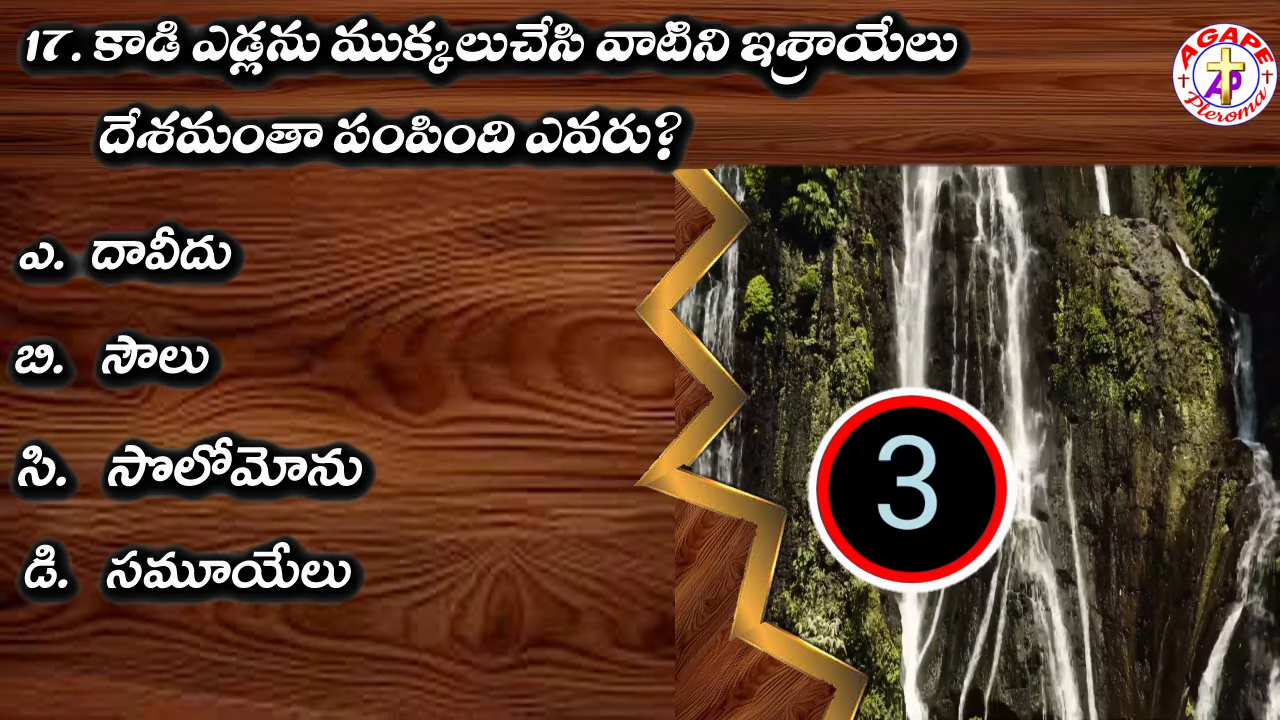 17. కాడి ఎడ్లను ముక్కలుచేసి వాటిని ఇశ్రాయేలు
దేశమంతా పంపింది ఎవరు?
ఎ. దావీదు
బి. సౌలు
సి. సొలోమోను
డి. సమూయేలు
3
AGAPE
AP
Pleroma